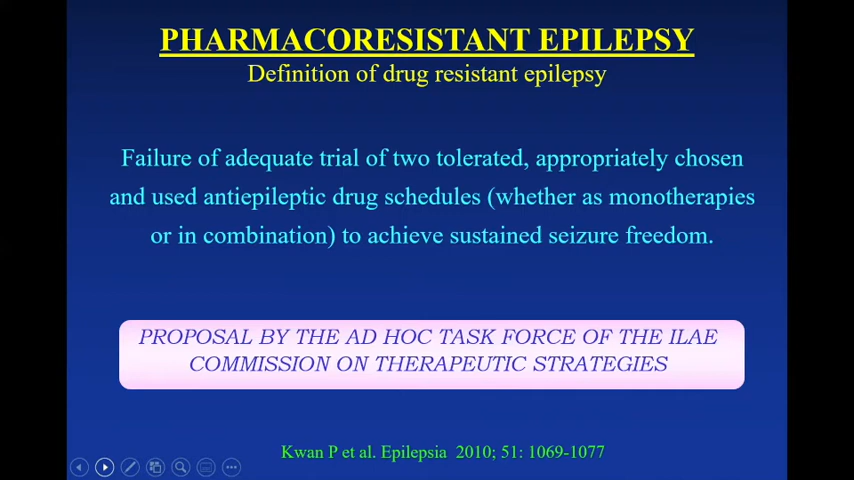 PHARMACORESISTANT EPILEPSY
Definition of drug resistant epilepsy
Failure of adequate trial of two tolerated, appropriately chosen
and used antiepileptic drug schedules (whether as monotherapies
or in combination) to achieve sustained seizure freedom.
PROPOSAL BY THE AD HOC TASK FORCE OF THE ILAE
COMMISSION ON THERAPEUTIC STRATEGIES
Kwan P et al. Epilepsia 2010; 51: 1069-1077